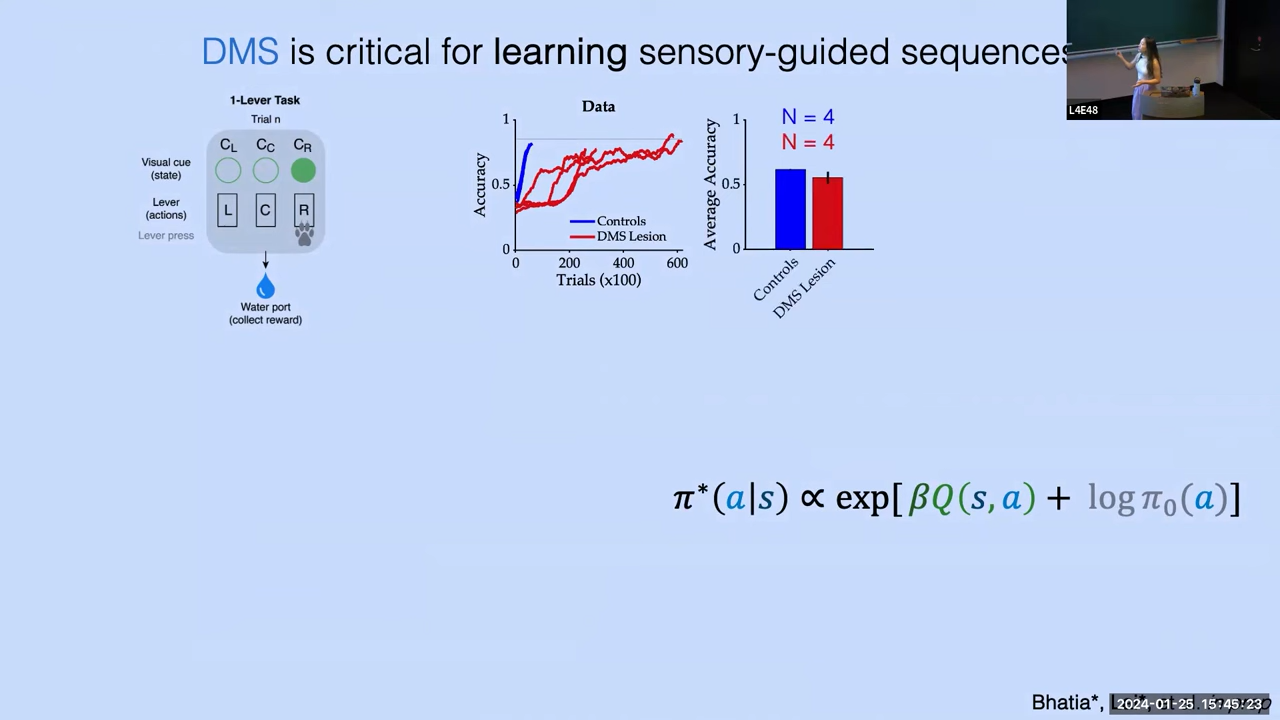 DMS is critical for learning sensory-guided sequences
L4E48
1-Lever Task
Trial n
Visual cue
(state)
C_L C_C C_R
Lever
(actions)
L C R
Lever press
Water port
(collect reward)
Data
Accuracy
1
0.5
0
Controls
DMS Lesion
0 200 400 600
Trials (x100)
N = 4
N = 4
Average Accuracy
1
0.5
0
Controls
DMS Lesion
π*(a|s) ∝ exp[βQ(s,a) + log π₀(a)]
Bhatia*,
2024-01-25 15:45:23